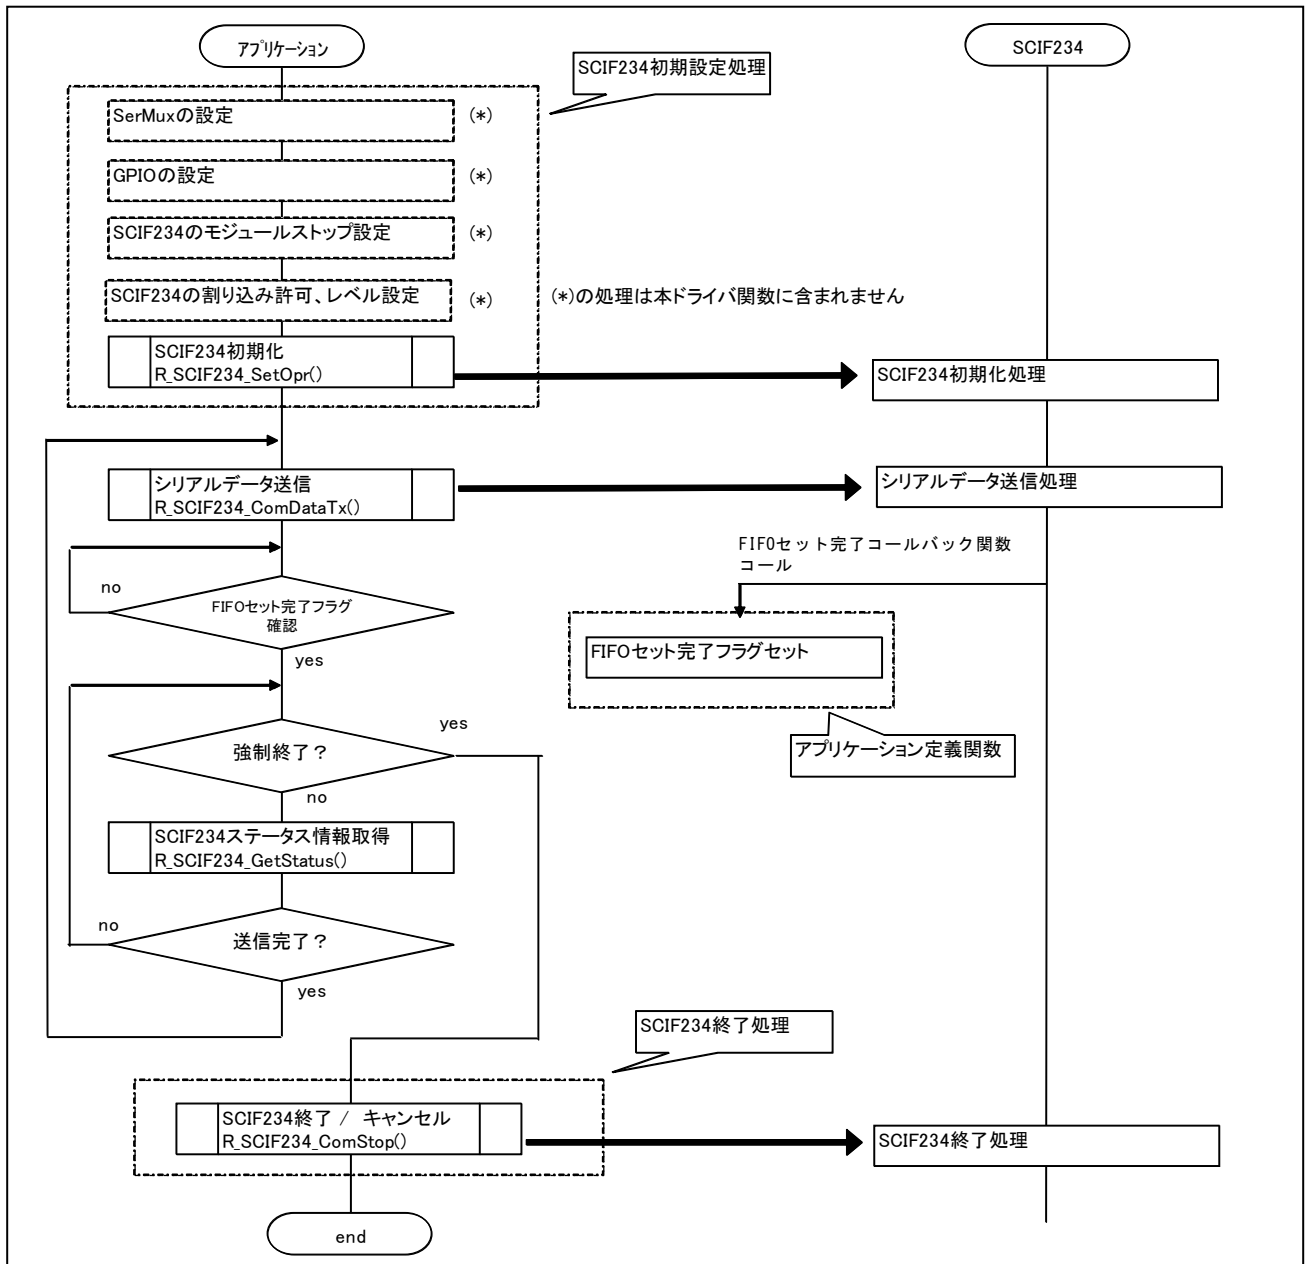 アプリケーション
SCIF234
SCIF234初期設定処理
SerMuxの設定
(*)
GPIOの設定
(*)
SCIF234のモジュールストップ設定
(*)
SCIF234の割り込み許可、レベル設定
(*)
(*)の処理は本ドライバ関数に含まれません
SCIF234初期化
R_SCIF234_SetOpr()
SCIF234初期化処理
シリアルデータ送信
R_SCIF234_ComDataTx()
シリアルデータ送信処理
FIFOセット完了コールバック関数
コール
no
FIFOセット完了フラグ
確認
yes
FIFOセット完了フラグセット
アプリケーション定義関数
yes
強制終了？
no
SCIF234ステータス情報取得
R_SCIF234_GetStatus()
no
送信完了？
yes
SCIF234終了処理
SCIF234終了 / キャンセル
R_SCIF234_ComStop()
SCIF234終了処理
end